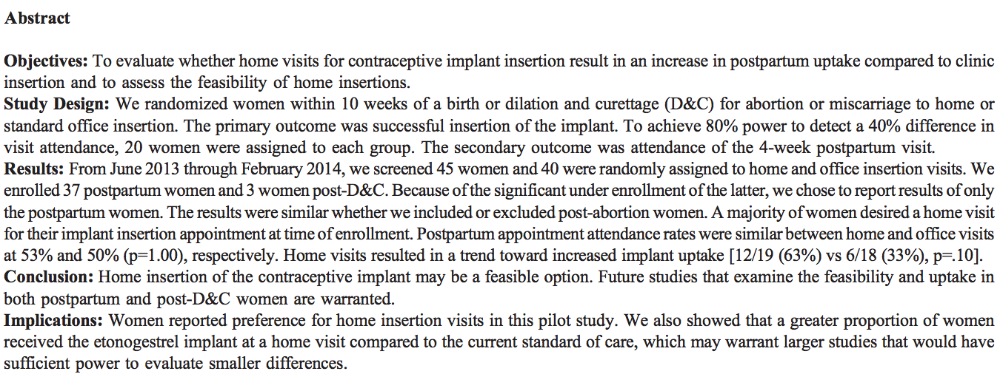 Abstract
Objectives: To evaluate whether home visits for contraceptive implant insertion result in an increase in postpartum uptake compared to clinic
insertion and to assess the feasibility of home insertions.
Study Design: We randomized women within 10 weeks of a birth or dilation and curettage (D&C) for abortion or miscarriage to home or
standard office insertion. The primary outcome was successful insertion of the implant. To achieve 80% power to detect a 40% difference in
visit attendance, 20 women were assigned to each group. The secondary outcome was attendance of the 4-week postpartum visit.
Results: From June 2013 through February 2014, we screened 45 women and 40 were randomly assigned to home and office insertion visits. We
enrolled 37 postpartum women and 3 women post-D&C. Because of the significant under enrollment of the latter, we chose to report results of only
the postpartum women. The results were similar whether we included or excluded post-abortion women. A majority of women desired a home visit
for their implant insertion appointment at time of enrollment. Postpartum appointment attendance rates were similar between home and office visits
at 53% and 50% (p=1.00), respectively. Home visits resulted in a trend toward increased implant uptake [12/19 (63%) vs 6/18 (33%), p=.10].
Conclusion: Home insertion of the contraceptive implant may be a feasible option. Future studies that examine the feasibility and uptake in
both postpartum and post-D&C women are warranted.
Implications: Women reported preference for home insertion visits in this pilot study. We also showed that a greater proportion of women
received the etonogestrel implant at a home visit compared to the current standard of care, which may warrant larger studies that would have
sufficient power to evaluate smaller differences.